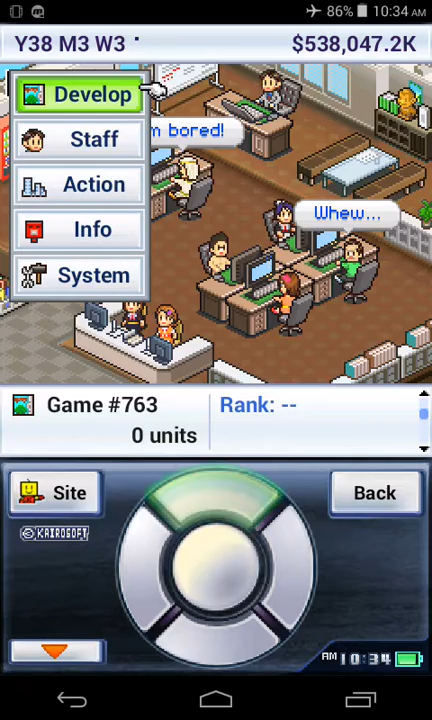 86% 10:34 AM
Y38 M3 W3
$538,047.2K
Develop
Staff
Action
Info
System
m bored!
Whew...
Game #763
Rank: --
0 units
Site
Back
© KAIROSOFT
AM 10:34